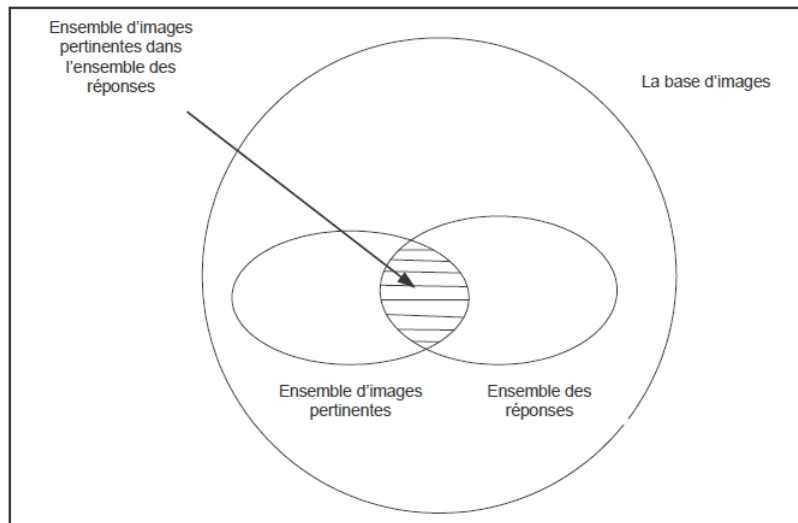 Ensemble d'images
pertinentes dans
l'ensemble des
réponses
La base d'images
Ensemble d'images
pertinentes
Ensemble des
réponses